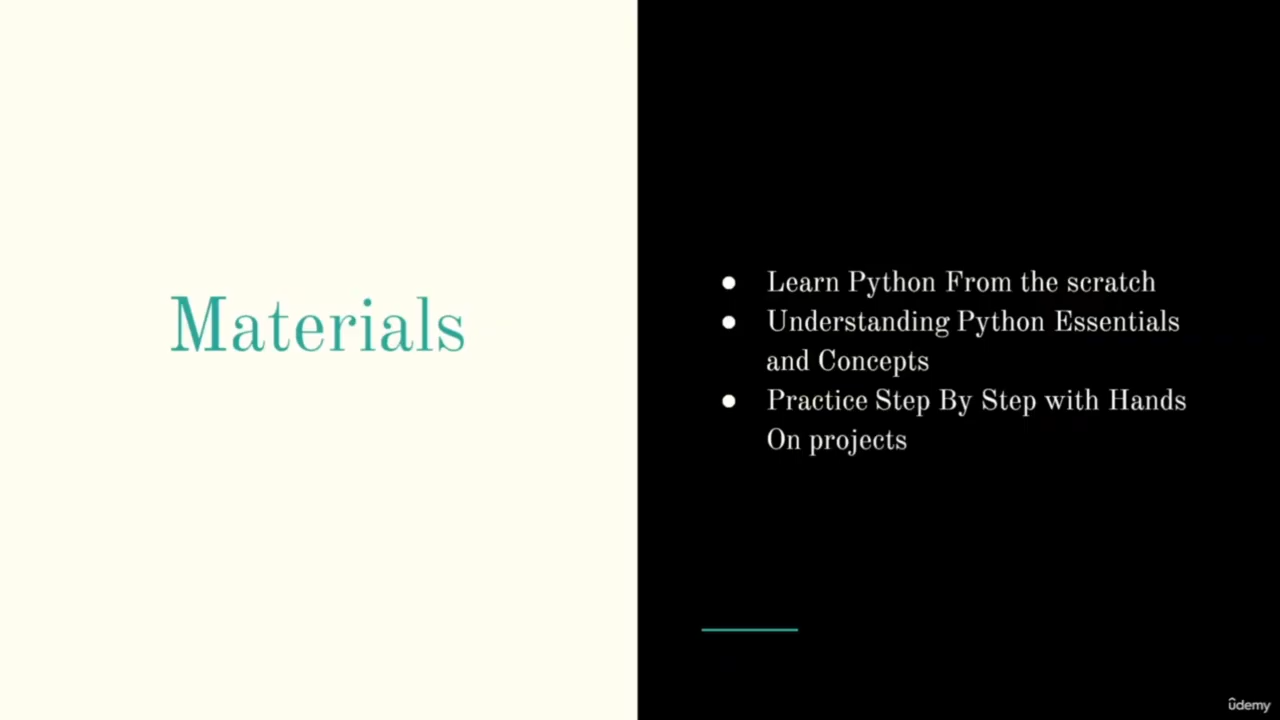 Materials
● Learn Python From the scratch
● Understanding Python Essentials
and Concepts
● Practice Step By Step with Hands
On projects
ûdemy